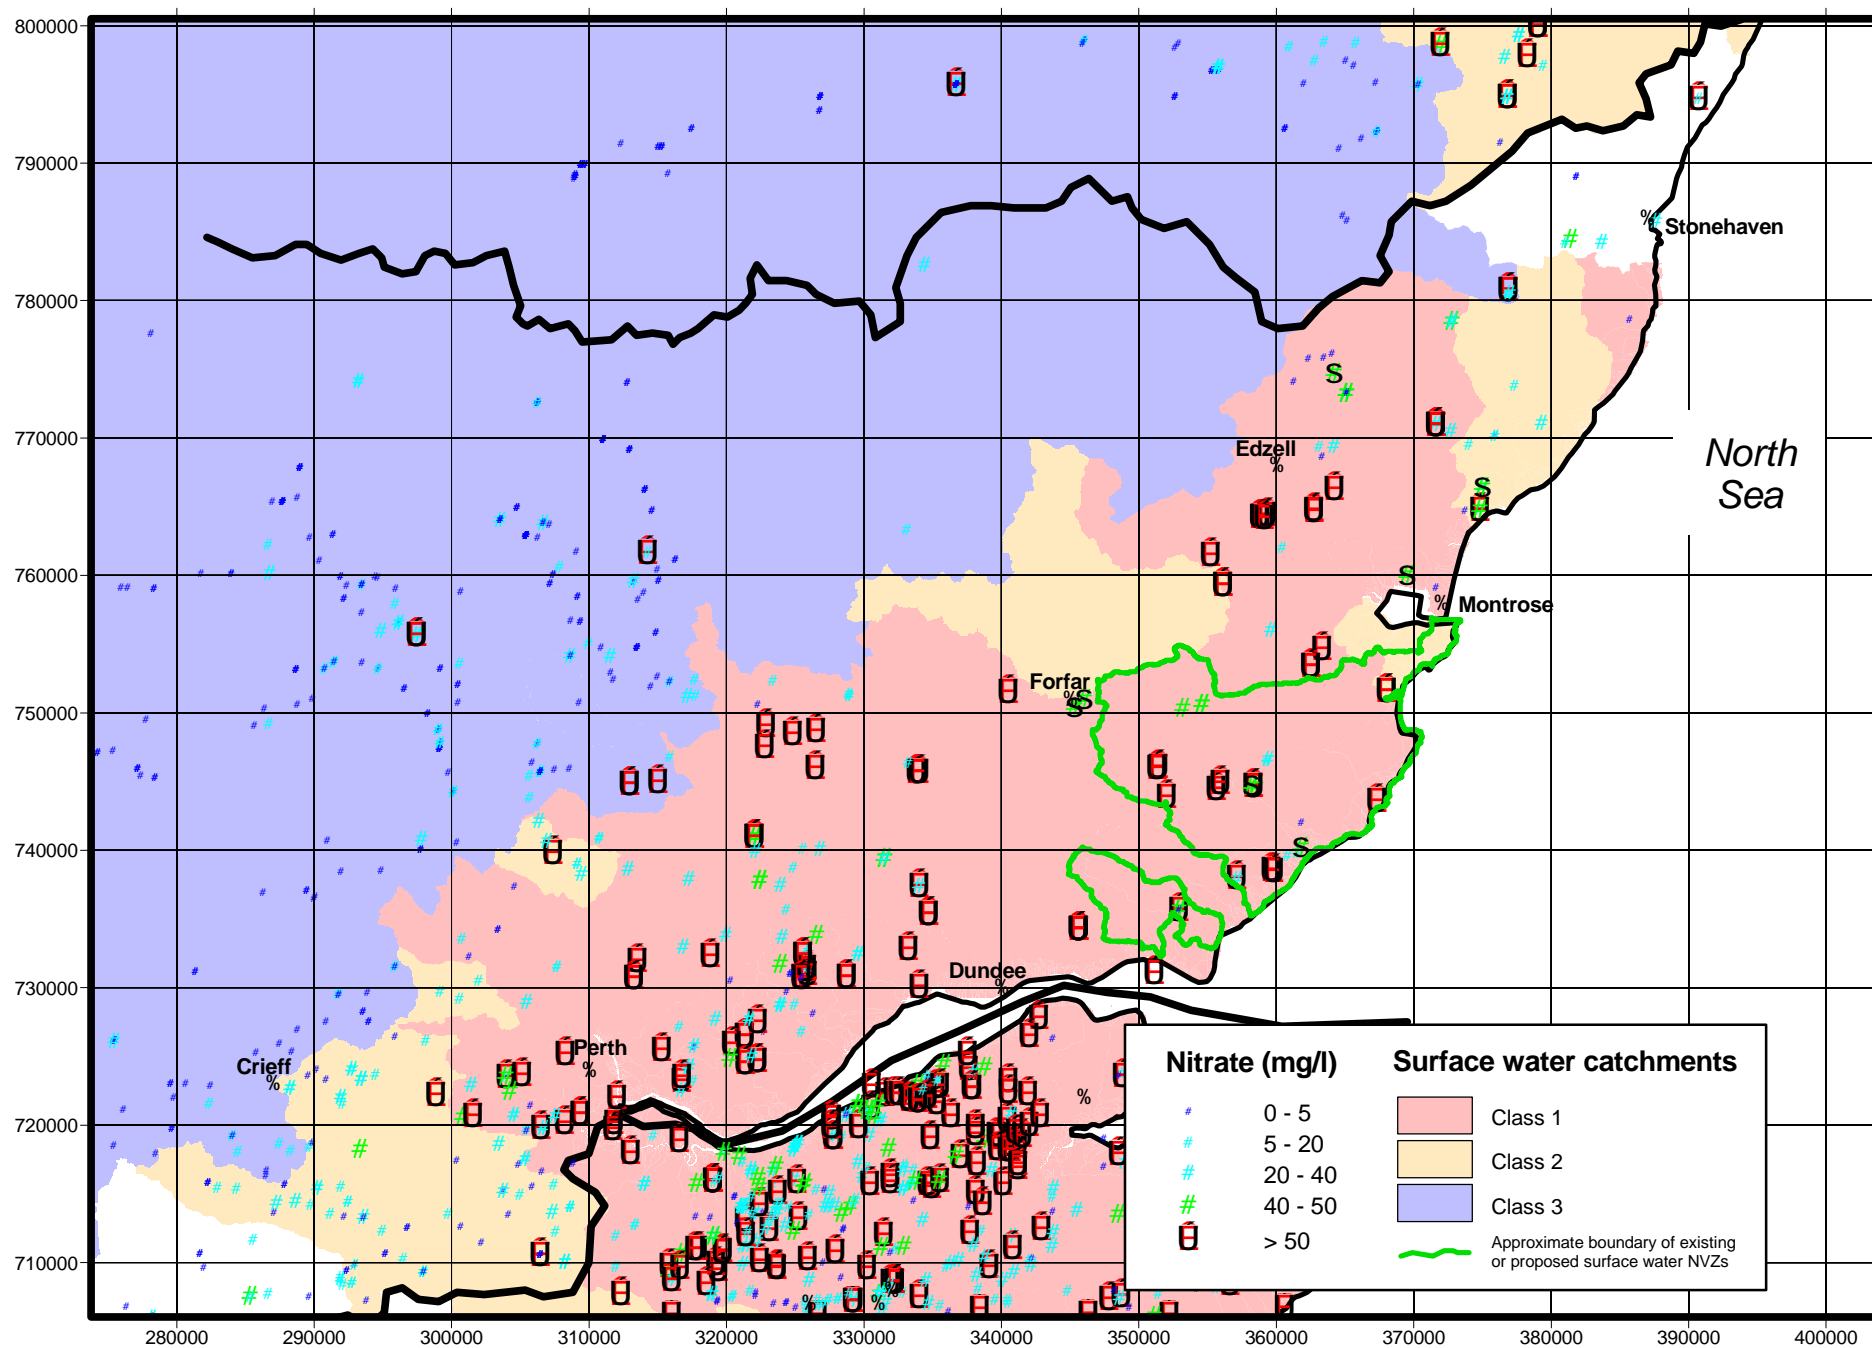 800000
790000
Stonehaven
780000
770000
North
Sea
Edzell
760000
Montrose
Forfar
750000
740000
Dundee
730000
Perth
Crieff
720000
710000
Nitrate (mg/l)
0 - 5
5 - 20
20 - 40
40 - 50
> 50
Surface water catchments
Class 1
Class 2
Class 3
Approximate boundary of existing
or proposed surface water NVZs
280000 290000 300000 310000 320000 330000 340000 350000 360000 370000 380000 390000 400000